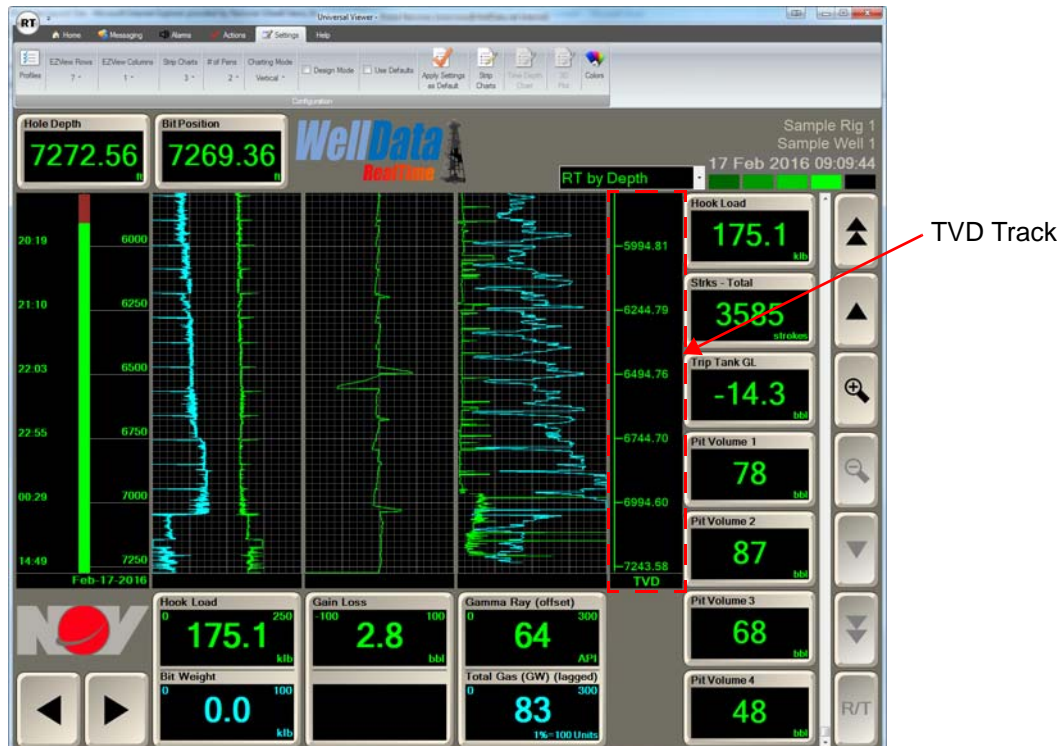 Universal Viewer -
RT
Home Messaging Alarms Actions Settings Help
Profiles
EZView Rows
7
EZView Columns
1
Strip Charts
3
# of Pens
2
Charting Mode
Vertical
Design Mode
Use Defaults
Apply Settings
as Default
Strip
Charts
Time Depth
Chart
3D
Plot
Colors
Configuration
Hole Depth
7272.56
ft
Bit Position
7269.36
ft
WellData
RealTime
Sample Rig 1
Sample Well 1
17 Feb 2016 09:09:44
RT by Depth
20 19
21:10
22 03
22:55
00:29
14:49
6000
6250
6500
6750
7000
7250
Feb-17-2016
5994.81
6244.79
6494.76
6744.70
6994.60
7243.58
TVD
TVD Track
Hook Load
175.1
klb
Strks - Total
3585
strokes
Trip Tank GL
-14.3
bbl
Pit Volume 1
78
bbl
Pit Volume 2
87
bbl
Pit Volume 3
68
bbl
Pit Volume 4
48
bbl
R/T
NOV
Hook Load
0 250
175.1
klb
Bit Weight
0 100
0.0
klb
Gain Loss
-100 100
2.8
bbl
Gamma Ray (offset)
0 300
64
API
Total Gas (GW) (lagged)
0 300
83
1%=100 Units